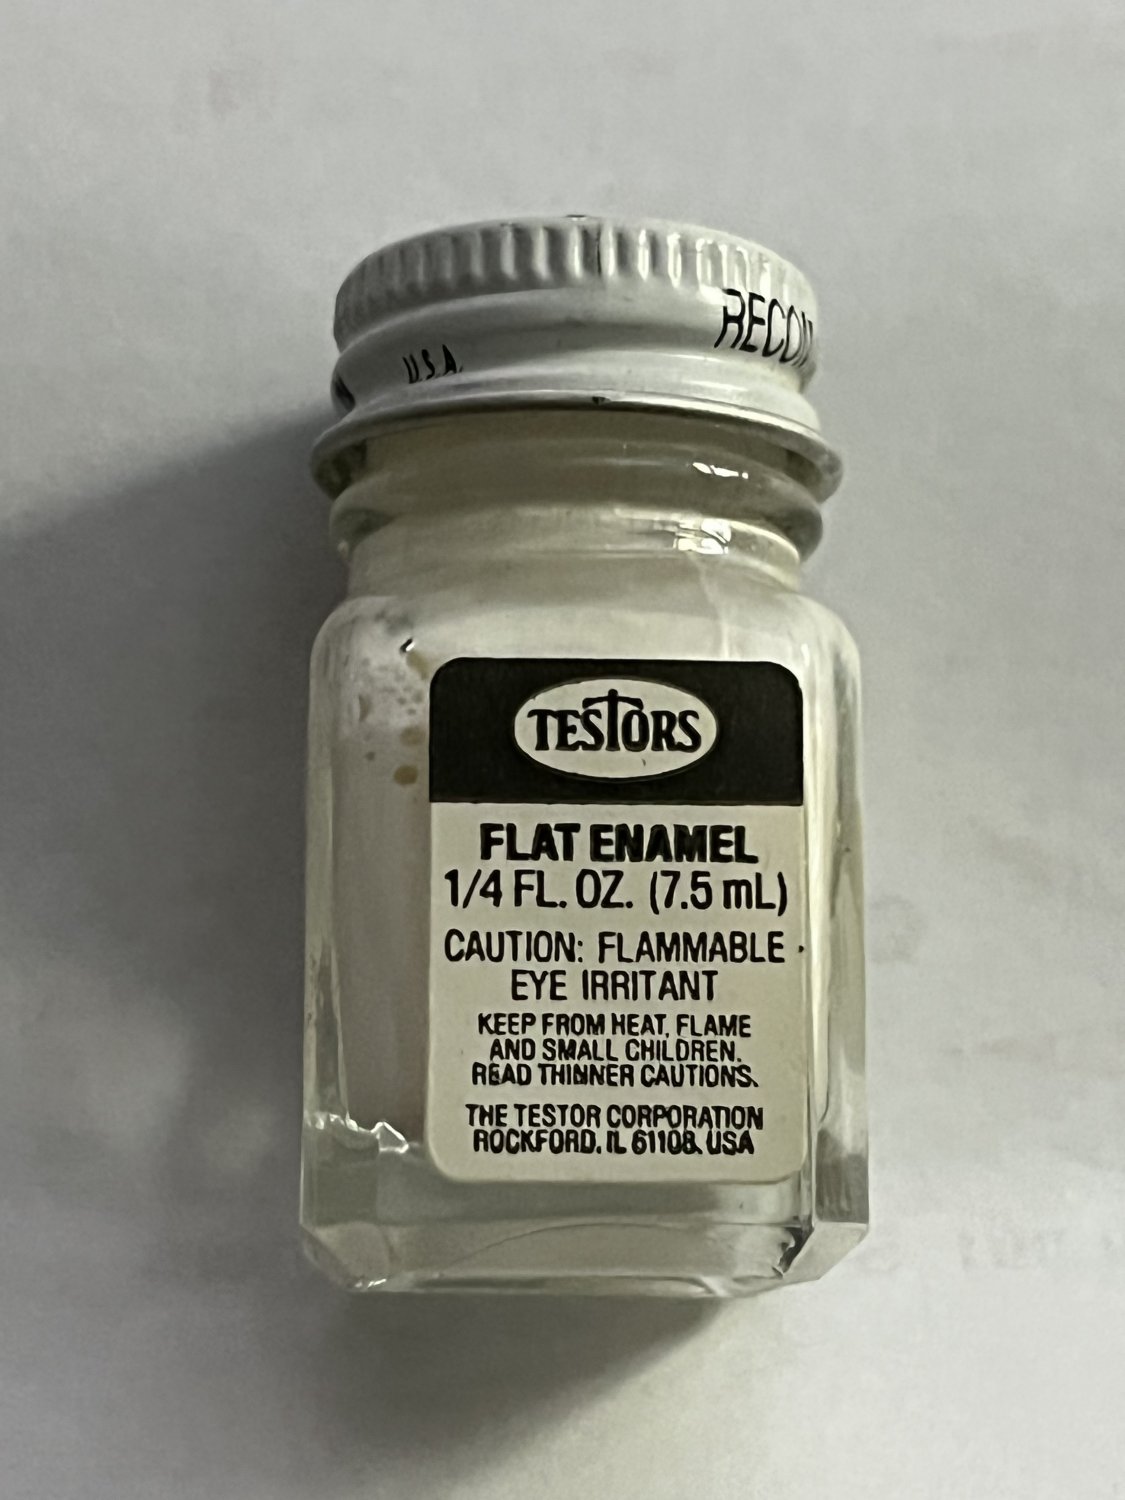 U.S.A.
TESTORS
FLAT ENAMEL
1/4 FL. OZ. (7.5 mL)
CAUTION: FLAMMABLE
EYE IRRITANT
KEEP FROM HEAT, FLAME
AND SMALL CHILDREN.
READ THINNER CAUTIONS.
THE TESTOR CORPORATION
ROCKFORD, IL 61108, USA